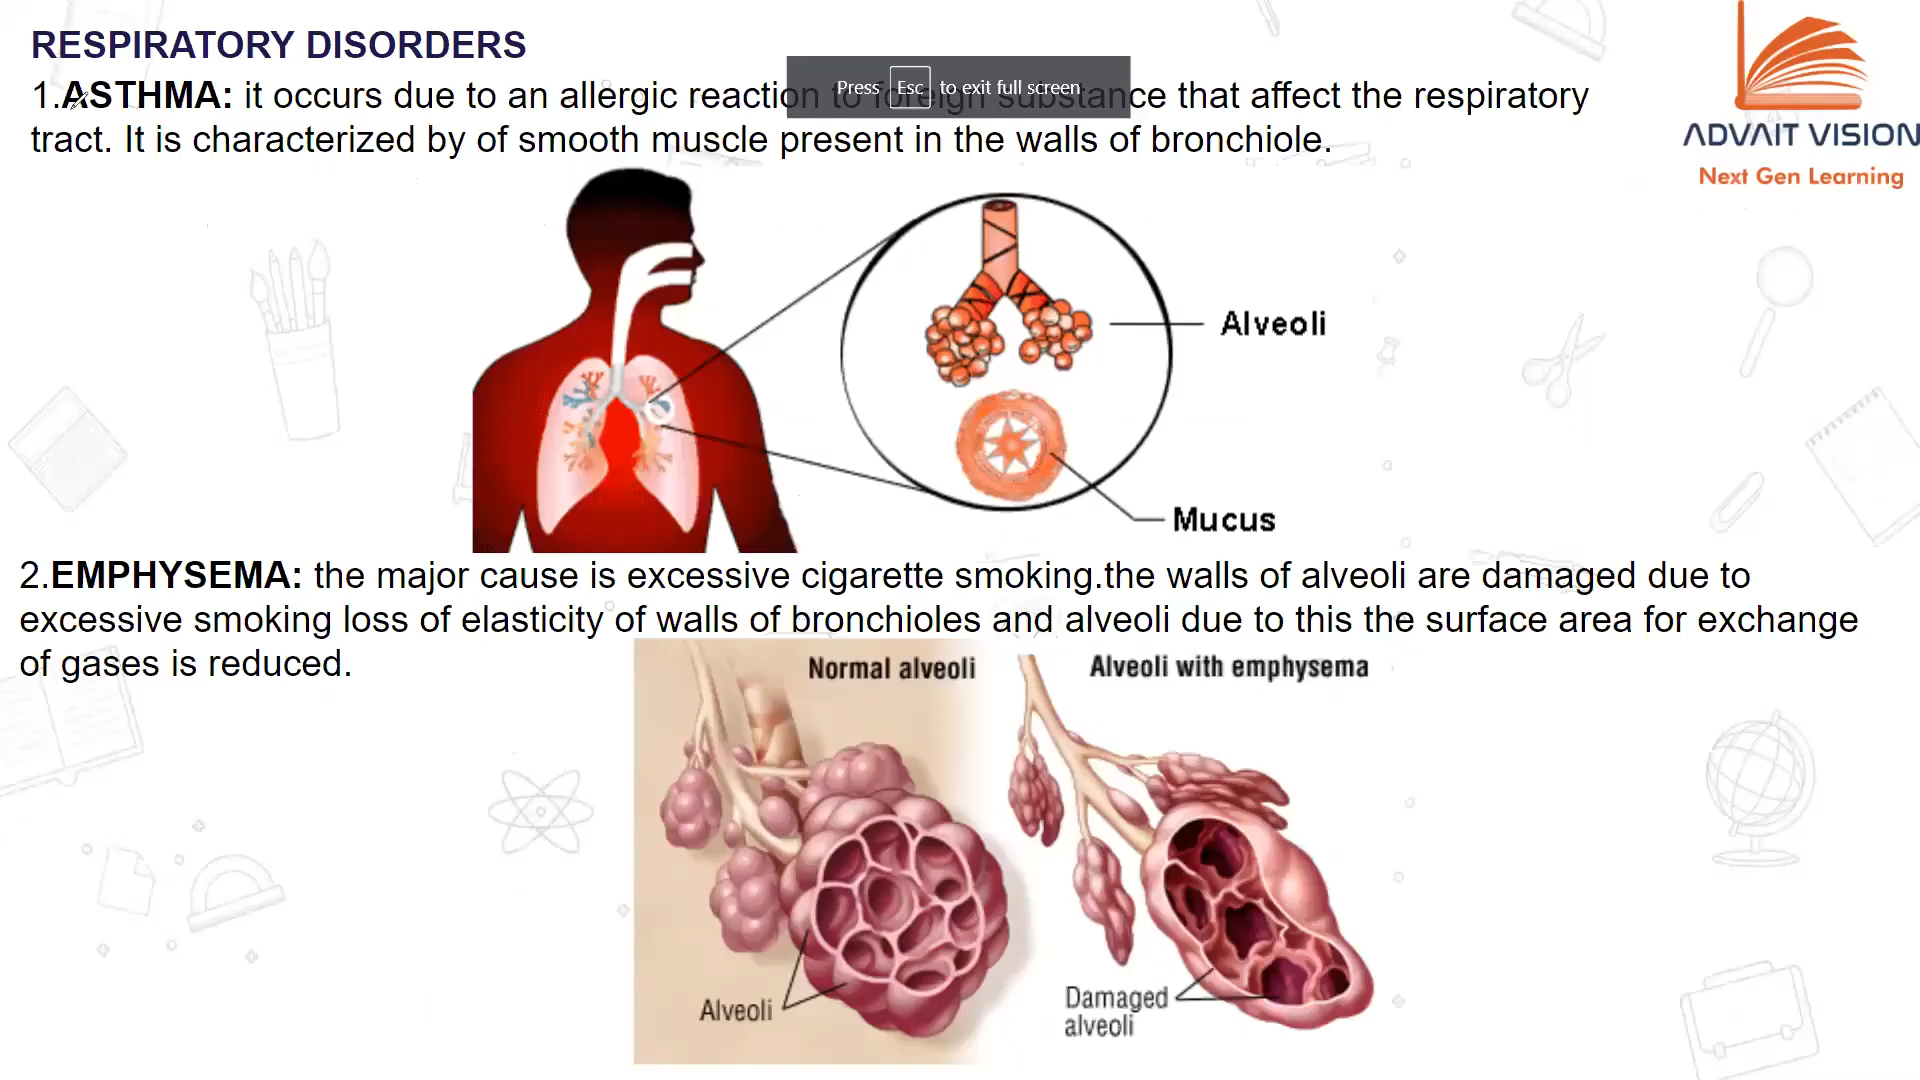 RESPIRATORY DISORDERS
1.ASTHMA: it occurs due to an allergic reaction to foreign substance that affect the respiratory
tract. It is characterized by of smooth muscle present in the walls of bronchiole.
Press Esc to exit full screen
ADVAIT VISION
Next Gen Learning
Alveoli
Mucus
2.EMPHYSEMA: the major cause is excessive cigarette smoking.the walls of alveoli are damaged due to
excessive smoking loss of elasticity of walls of bronchioles and alveoli due to this the surface area for exchange
of gases is reduced.
Normal alveoli
Alveoli with emphysema
Alveoli
Damaged
alveoli